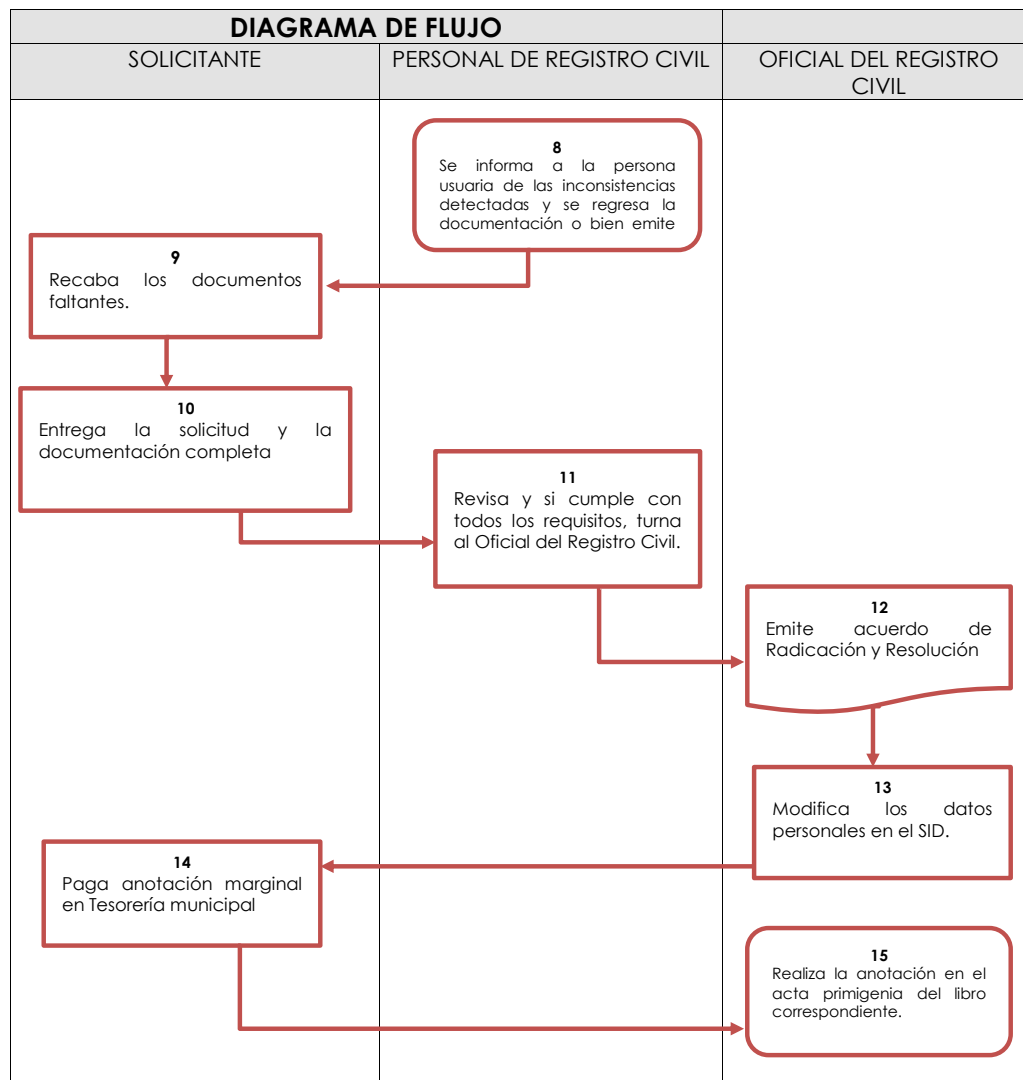 DIAGRAMA DE FLUJO
SOLICITANTE
PERSONAL DE REGISTRO CIVIL
OFICIAL DEL REGISTRO
CIVIL
8
Se informa a la persona
usuaria de las inconsistencias
detectadas y se regresa la
documentación o bien emite
9
Recaba los documentos
faltantes.
10
Entrega la solicitud y la
documentación completa
11
Revisa y si cumple con
todos los requisitos, turna
al Oficial del Registro Civil.
12
Emite acuerdo de
Radicación y Resolución
13
Modifica los datos
personales en el SID.
14
Paga anotación marginal
en Tesorería municipal
15
Realiza la anotación en el
acta primigenia del libro
correspondiente.